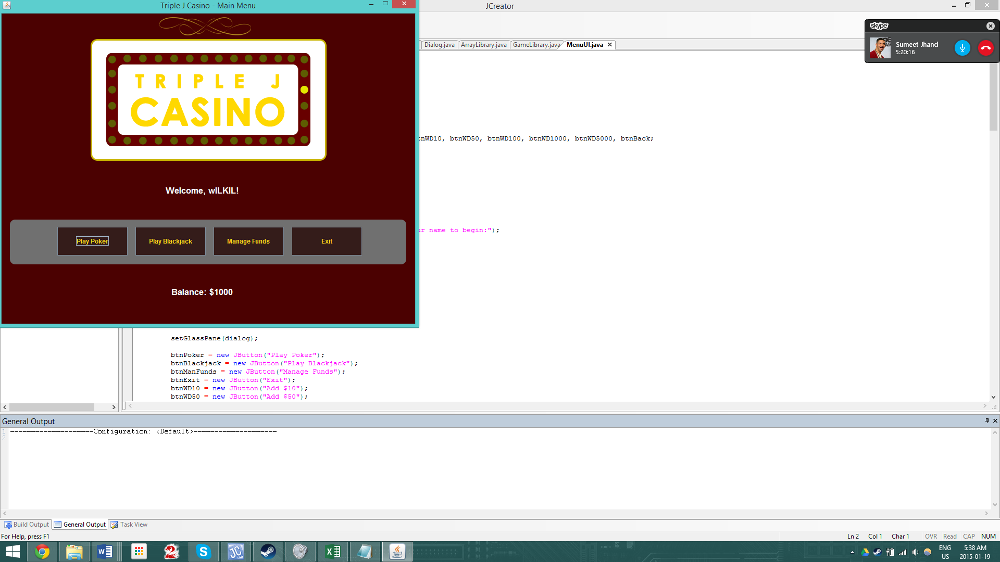 Triple J Casino - Main Menu
JCreator
skype
Sumeet Jhand
5:20:16
Dialog.java
ArrayLibrary.java
GameLibrary.java
MenuUI.java
TRIPLE J
CASINO
Welcome, wILKIL!
Play Poker
Play Blackjack
Manage Funds
Exit
Balance: $1000
nWD10, btnWD50, btnWD100, btnWD1000, btnWD5000, btnBack;
ur name to begin:");
setGlassPane(dialog);
btnPoker = new JButton("Play Poker");
btnBlackjack = new JButton("Play Blackjack");
btnManFunds = new JButton("Manage Funds");
btnExit = new JButton("Exit");
btnWD10 = new JButton("Add $10");
btnWD50 = new JButton("Add $50");
General Output
1 --------------------Configuration: <Default>--------------------
2
Build Output
General Output
Task View
For Help, press F1
Ln 2 Col 1 Char 1 OVR Read CAP NUM
ENG
US
5:38 AM
2015-01-19